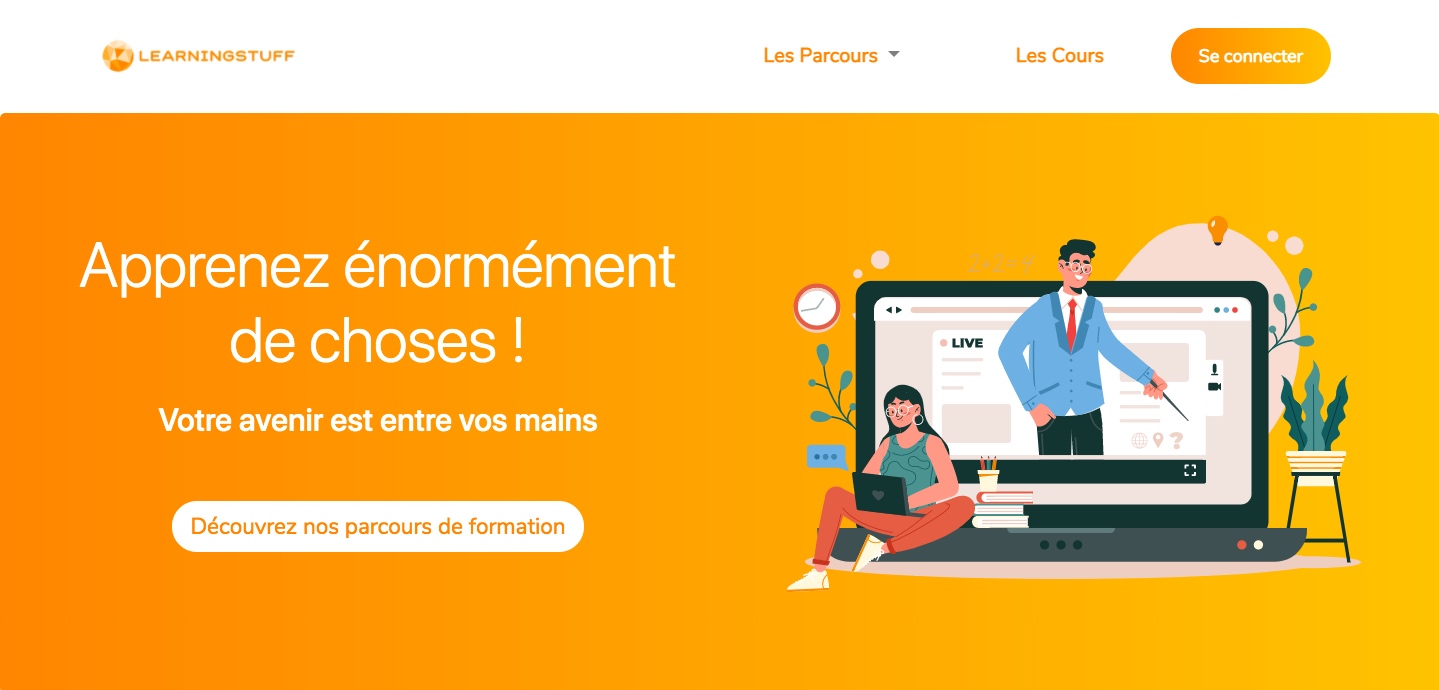 LEARNINGSTUFF
Les Parcours
Les Cours
Se connecter
Apprenez énormément
de choses !
Votre avenir est entre vos mains
Découvrez nos parcours de formation
LIVE
?